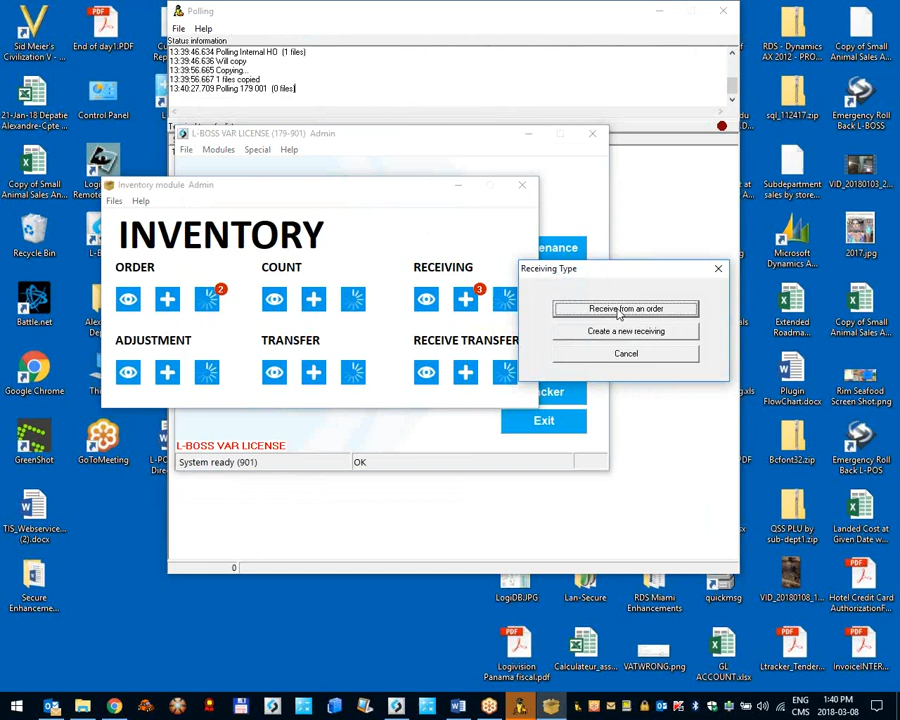 Sid Meier's
Civilization V - ...
End of day1.PDF
Polling
File Help
Status information
13:39:46.634 Polling Internal HO (1 files)
13:39:46.636 Will copy
13:39:56.665 Copying...
13:39:56.667 1 files copied
13:40:27.709 Polling 179 001 (0 files)
RDS - Dynamics
AX 2012 - PRO...
Copy of Small
Animal Sales An...
21-Jan-18 Depatie
Alexandre-Cpte ...
Control Panel
sql_112417.zip
Emergency Roll
Back L-BOSS
L-BOSS VAR LICENSE (179-901) Admin
File Modules Special Help
Copy of Small
Animal Sales An...
Subdepartment
sales by store...
VID_20180103_2...
Inventory module Admin
Files Help
INVENTORY
ORDER
COUNT
RECEIVING
2
3
ADJUSTMENT
TRANSFER
RECEIVE TRANSFER
enance
acker
Exit
Receiving Type
Receive from an order
Create a new receiving
Cancel
L-BOSS VAR LICENSE
System ready (901)
OK
0
Recycle Bin
Microsoft
Dynamics A...
2017.jpg
Battle.net
Extended
Roadma...
Copy of Small
Animal Sales An...
Google Chrome
Plugin
FlowChart.docx
Rim Seafood
Screen Shot.png
GreenShot
GoToMeeting
Bcfont32.zip
Emergency Roll
Back L-POS
TIS_Webservice...
(2).docx
QSS PLU by
sub-dept1.zip
Landed Cost at
Given Date w...
Secure
Enhanceme...
LogiDB.JPG
Lan-Secure
RDS Miami
Enhancements
quickmsg
VID_20180108_1...
Hotel Credit Card
AuthorizationF...
Logivision
Panama fiscal.pdf
Calculateur_ass...
VATWRONG.png
GL
ACCOUNT.xlsx
Ltracker_Tender...
InvoiceINTER...
ENG
CMS
1:40 PM
2018-03-08